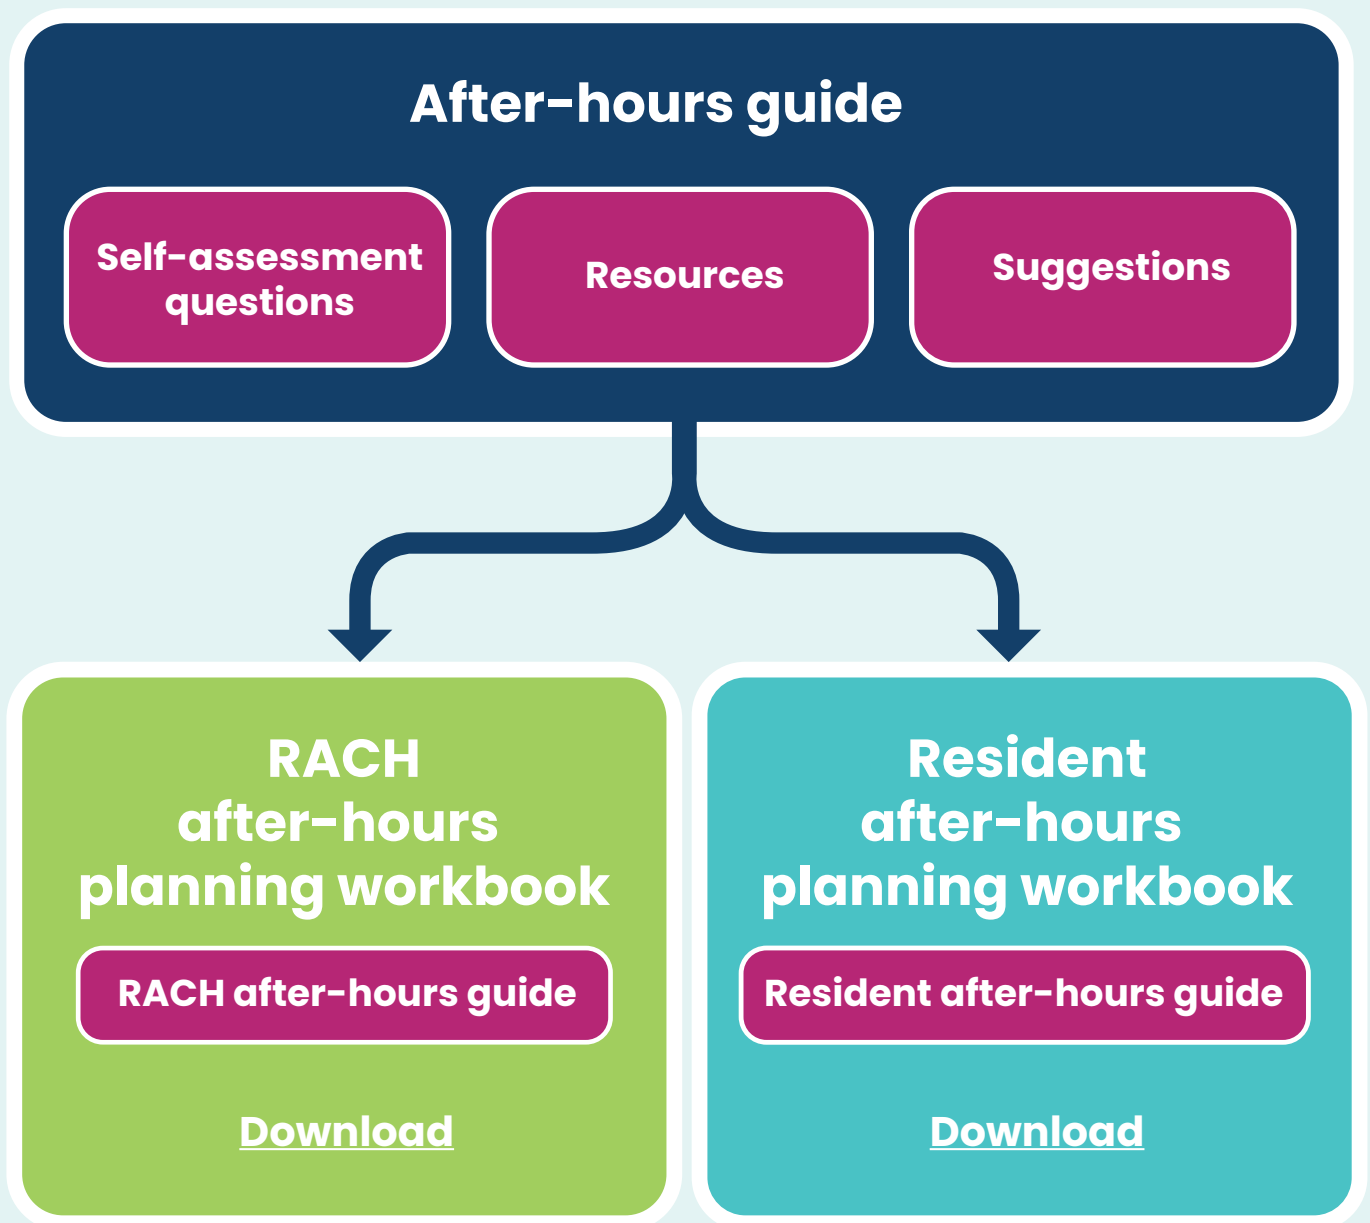 After-hours guide
Self-assessment
questions
Resources
Suggestions
RACH
after-hours
planning workbook
RACH after-hours guide
Download
Resident
after-hours
planning workbook
Resident after-hours guide
Download